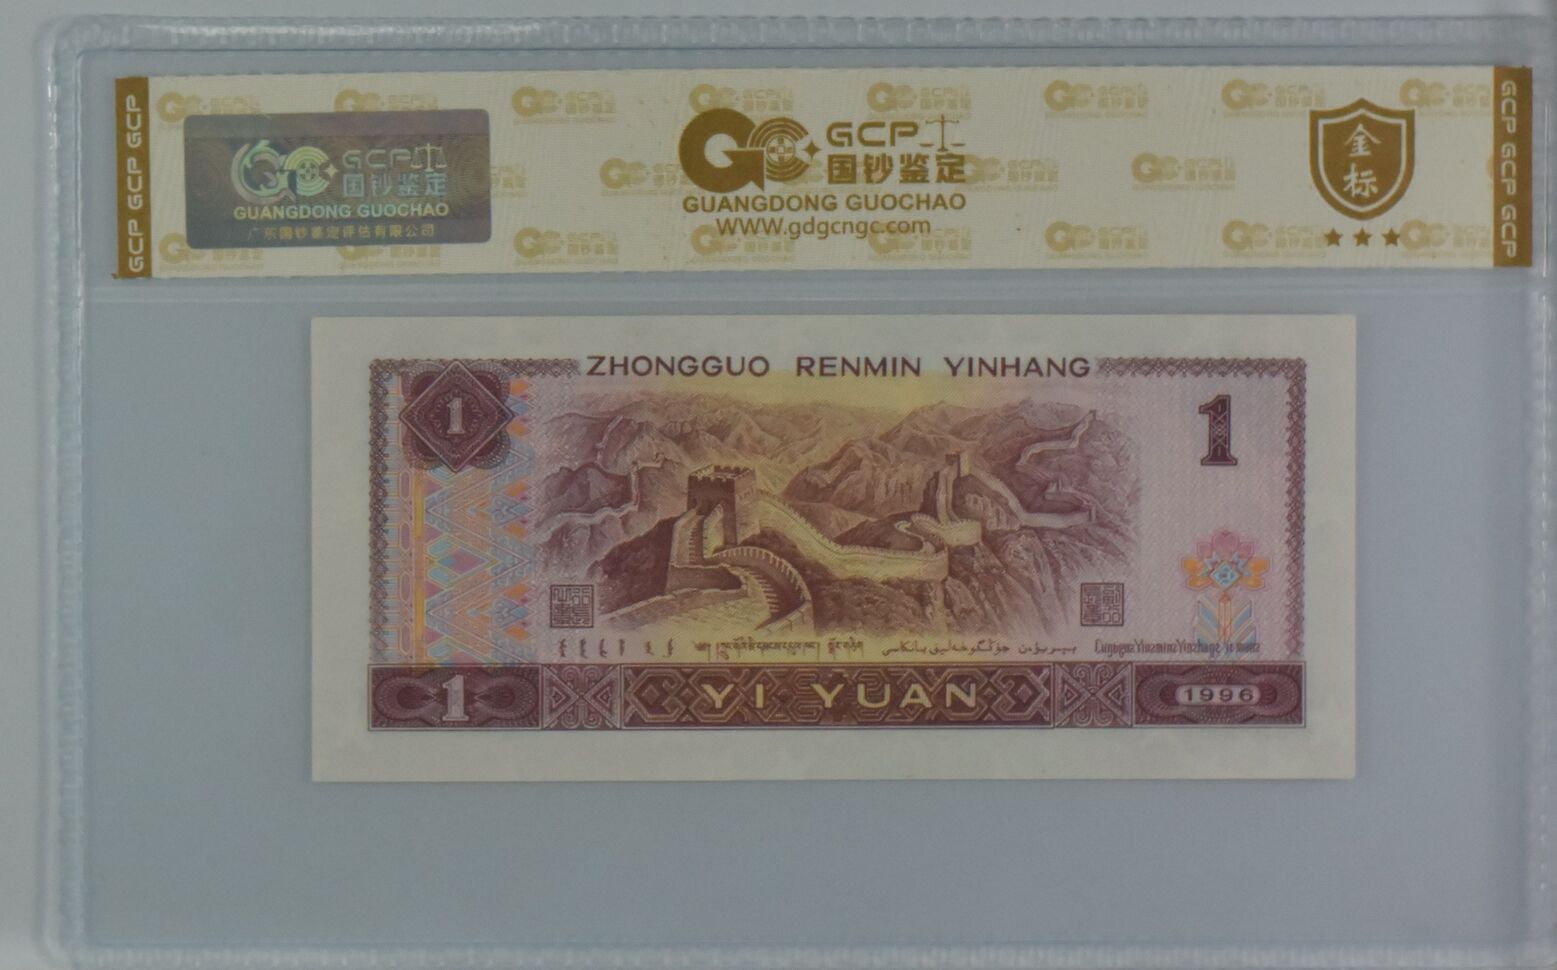 GCP GCP GCP
GCP
国钞鉴定
GUANGDONG GUOCHAO
广东国钞鉴定评估有限公司
GCP
国钞鉴定
GUANGDONG GUOCHAO
WWW.gdgcngc.com
金
标
GCP GCP GCP
ZHONGGUO RENMIN YINHANG
1
1
1
YI YUAN
1996